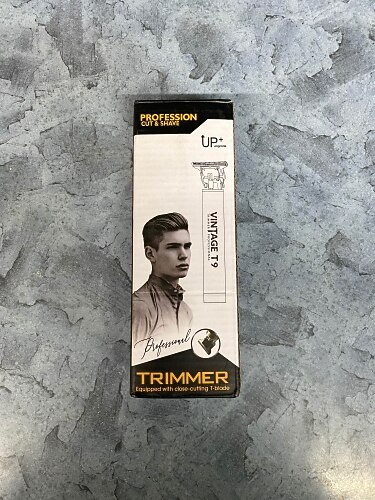 PROFESSION
CUT & SHAVE
UP+
VINTAGE T9
Professional
TRIMMER
Equipped with close-cutting T-blade